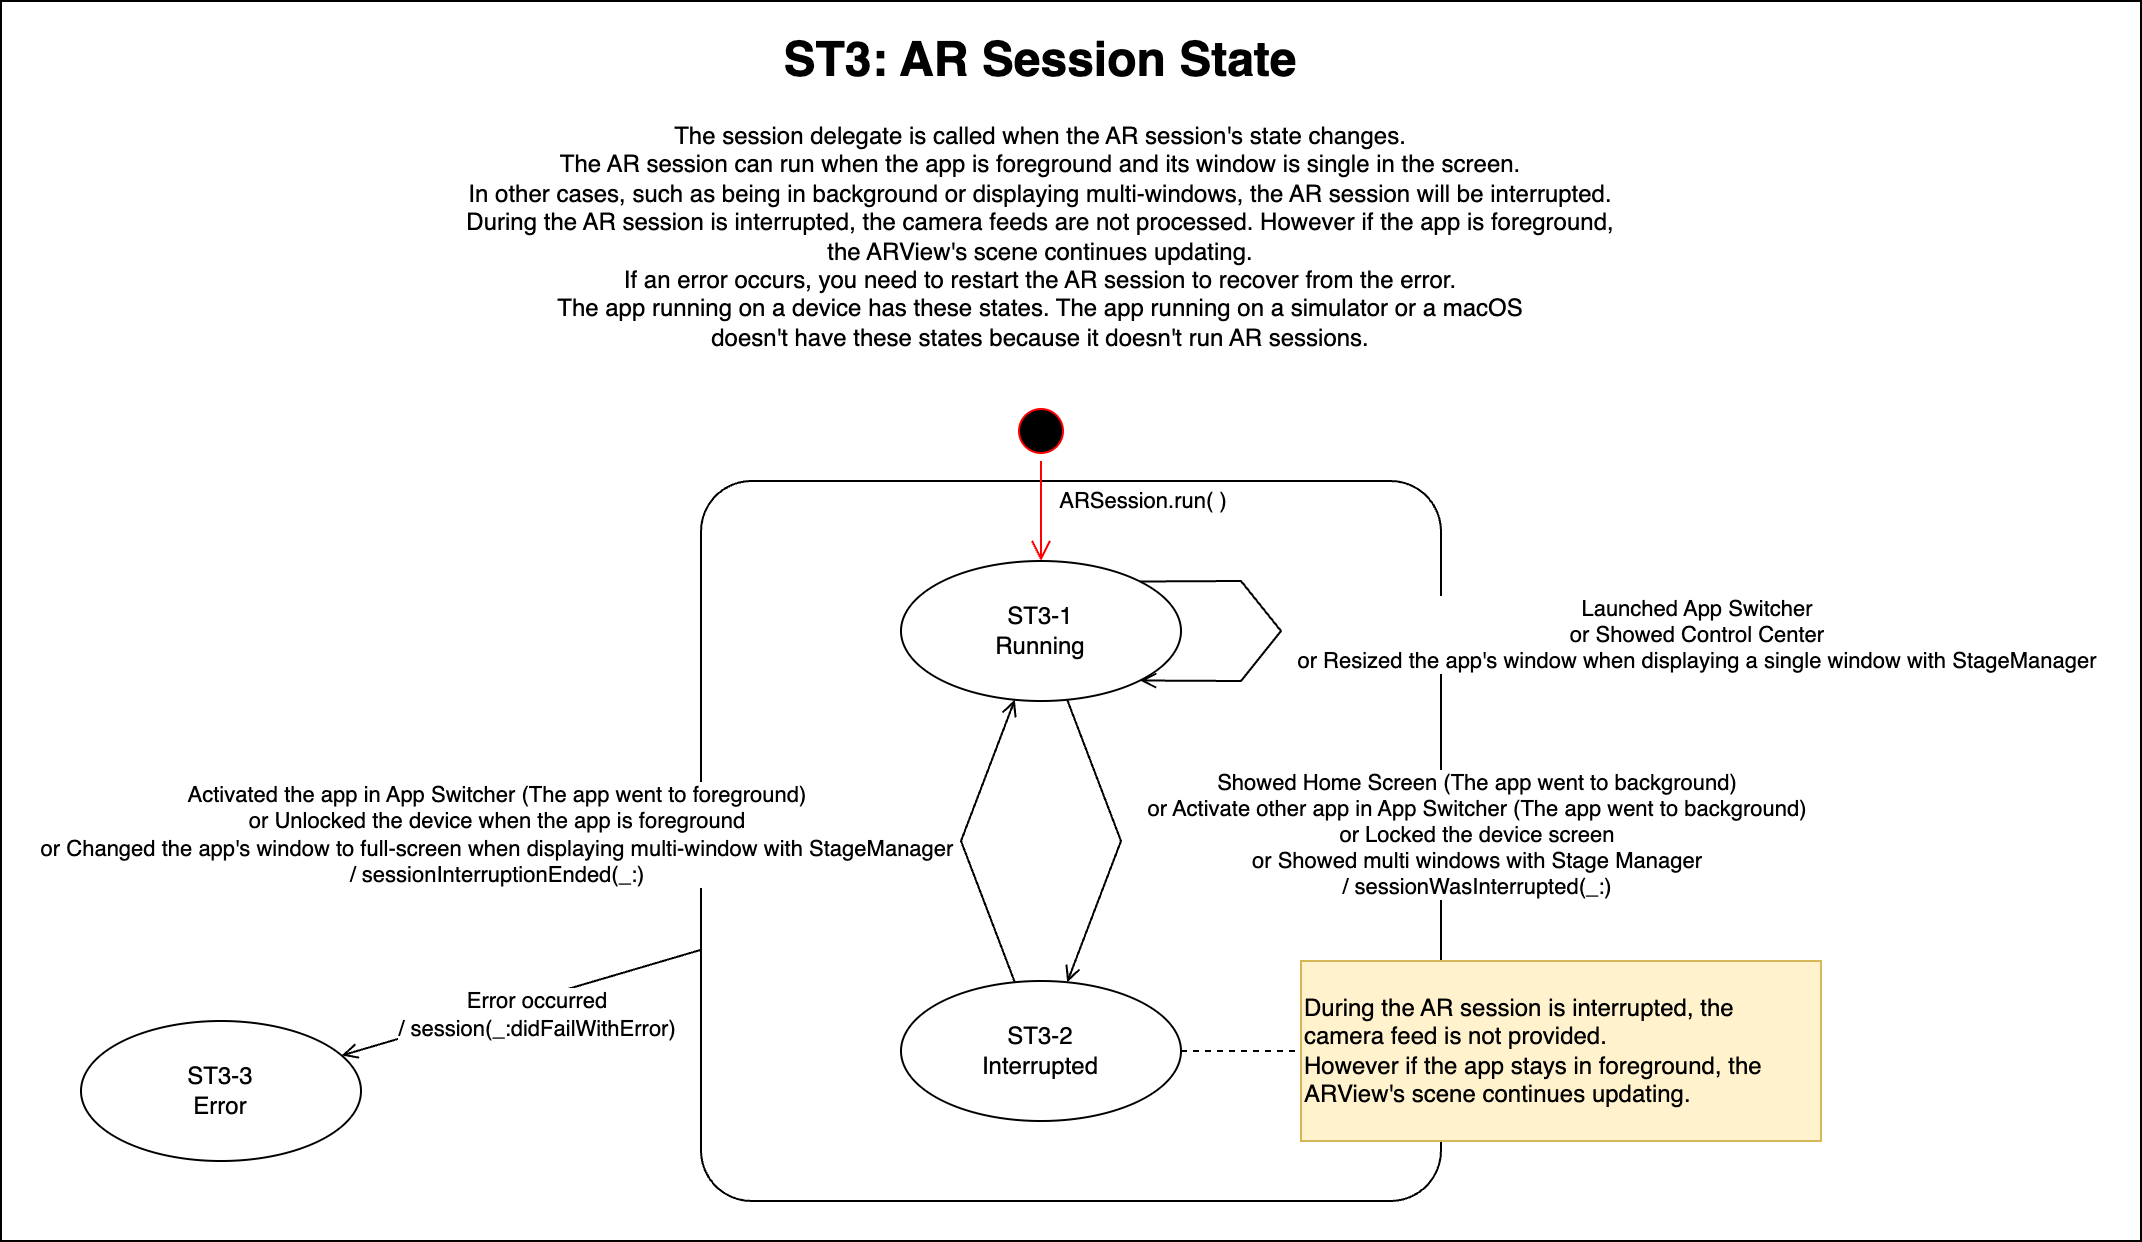 ST3: AR Session State
The session delegate is called when the AR session's state changes.
The AR session can run when the app is foreground and its window is single in the screen.
In other cases, such as being in background or displaying multi-windows, the AR session will be interrupted.
During the AR session is interrupted, the camera feeds are not processed. However if the app is foreground,
the ARView's scene continues updating.
If an error occurs, you need to restart the AR session to recover from the error.
The app running on a device has these states. The app running on a simulator or a macOS
doesn't have these states because it doesn't run AR sessions.
ARSession.run( )
ST3-1
Running
Launched App Switcher
or Showed Control Center
or Resized the app's window when displaying a single window with StageManager
Activated the app in App Switcher (The app went to foreground)
or Unlocked the device when the app is foreground
or Changed the app's window to full-screen when displaying multi-window with StageManager
/ sessionInterruptionEnded(_:)
Showed Home Screen (The app went to background)
or Activate other app in App Switcher (The app went to background)
or Locked the device screen
or Showed multi windows with Stage Manager
/ sessionWasInterrupted(_:)
Error occurred
/ session(_:didFailWithError)
ST3-3
Error
ST3-2
Interrupted
During the AR session is interrupted, the
camera feed is not provided.
However if the app stays in foreground, the
ARView's scene continues updating.